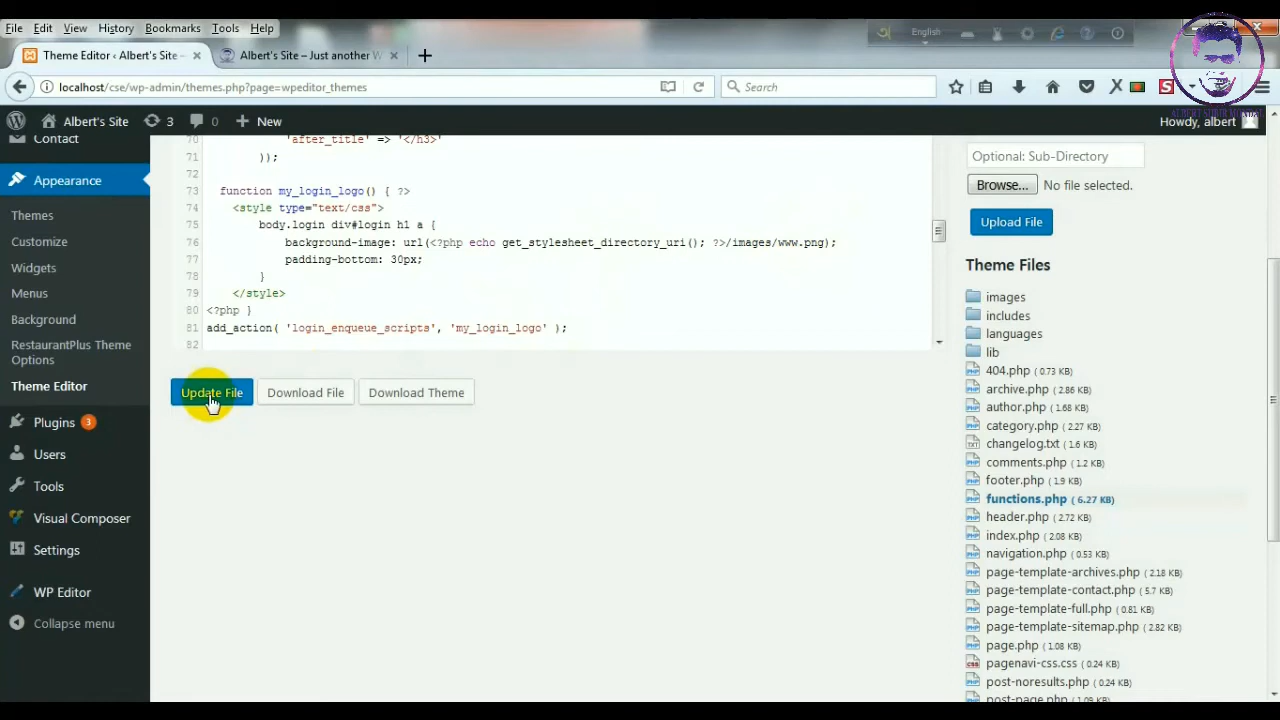 File Edit View History Bookmarks Tools Help
English
Theme Editor ‹ Albert's Site –
Albert's Site – Just another W
localhost/cse/wp-admin/themes.php?page=wpeditor_themes
Search
Albert's Site 3 0 New
Howdy, albert
Contact
Appearance
Themes
Customize
Widgets
Menus
Background
RestaurantPlus Theme
Options
Theme Editor
Plugins 3
Users
Tools
Visual Composer
Settings
WP Editor
Collapse menu
70 'after_title' => '</h3>'
71 ));
72
73 function my_login_logo() { ?>
74 <style type="text/css">
75 body.login div#login h1 a {
76 background-image: url(<?php echo get_stylesheet_directory_uri(); ?>/images/www.png);
77 padding-bottom: 30px;
78 }
79 </style>
80 <?php }
81 add_action( 'login_enqueue_scripts', 'my_login_logo' );
82
Update File
Download File
Download Theme
Optional: Sub-Directory
Browse... No file selected.
Upload File
Theme Files
images
includes
languages
lib
404.php ( 0.73 KB)
archive.php ( 2.86 KB)
author.php ( 1.68 KB)
category.php ( 2.27 KB)
changelog.txt ( 1.6 KB)
comments.php ( 1.2 KB)
footer.php ( 1.9 KB)
functions.php ( 6.27 KB)
header.php ( 2.72 KB)
index.php ( 2.08 KB)
navigation.php ( 0.53 KB)
page-template-archives.php ( 2.18 KB)
page-template-contact.php ( 5.7 KB)
page-template-full.php ( 0.81 KB)
page-template-sitemap.php ( 2.82 KB)
page.php ( 1.08 KB)
pagenavi-css.css ( 0.24 KB)
post-noresults.php ( 0.24 KB)
post-page.php ( 1.09 KB)